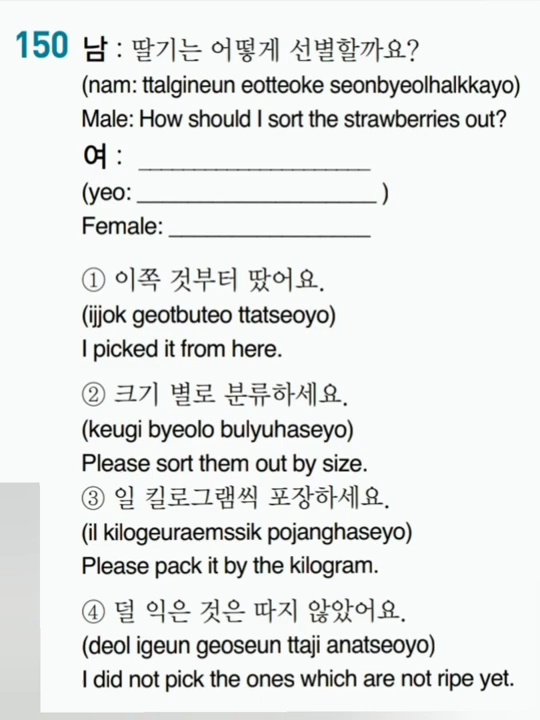 150 남 : 딸기는 어떻게 선별할까요?
(nam: ttalgineun eotteoke seonbyeolhalkkayo)
Male: How should I sort the strawberries out?
여 : ____________________
(yeo: ____________________ )
Female: ____________________
① 이쪽 것부터 땄어요.
(ijjok geotbuteo ttatseoyo)
I picked it from here.
② 크기 별로 분류하세요.
(keugi byeolo bulyuhaseyo)
Please sort them out by size.
③ 일 킬로그램씩 포장하세요.
(il kilogeuraemssik pojanghaseyo)
Please pack it by the kilogram.
④ 덜 익은 것은 따지 않았어요.
(deol igeun geoseun ttaji anatseoyo)
I did not pick the ones which are not ripe yet.